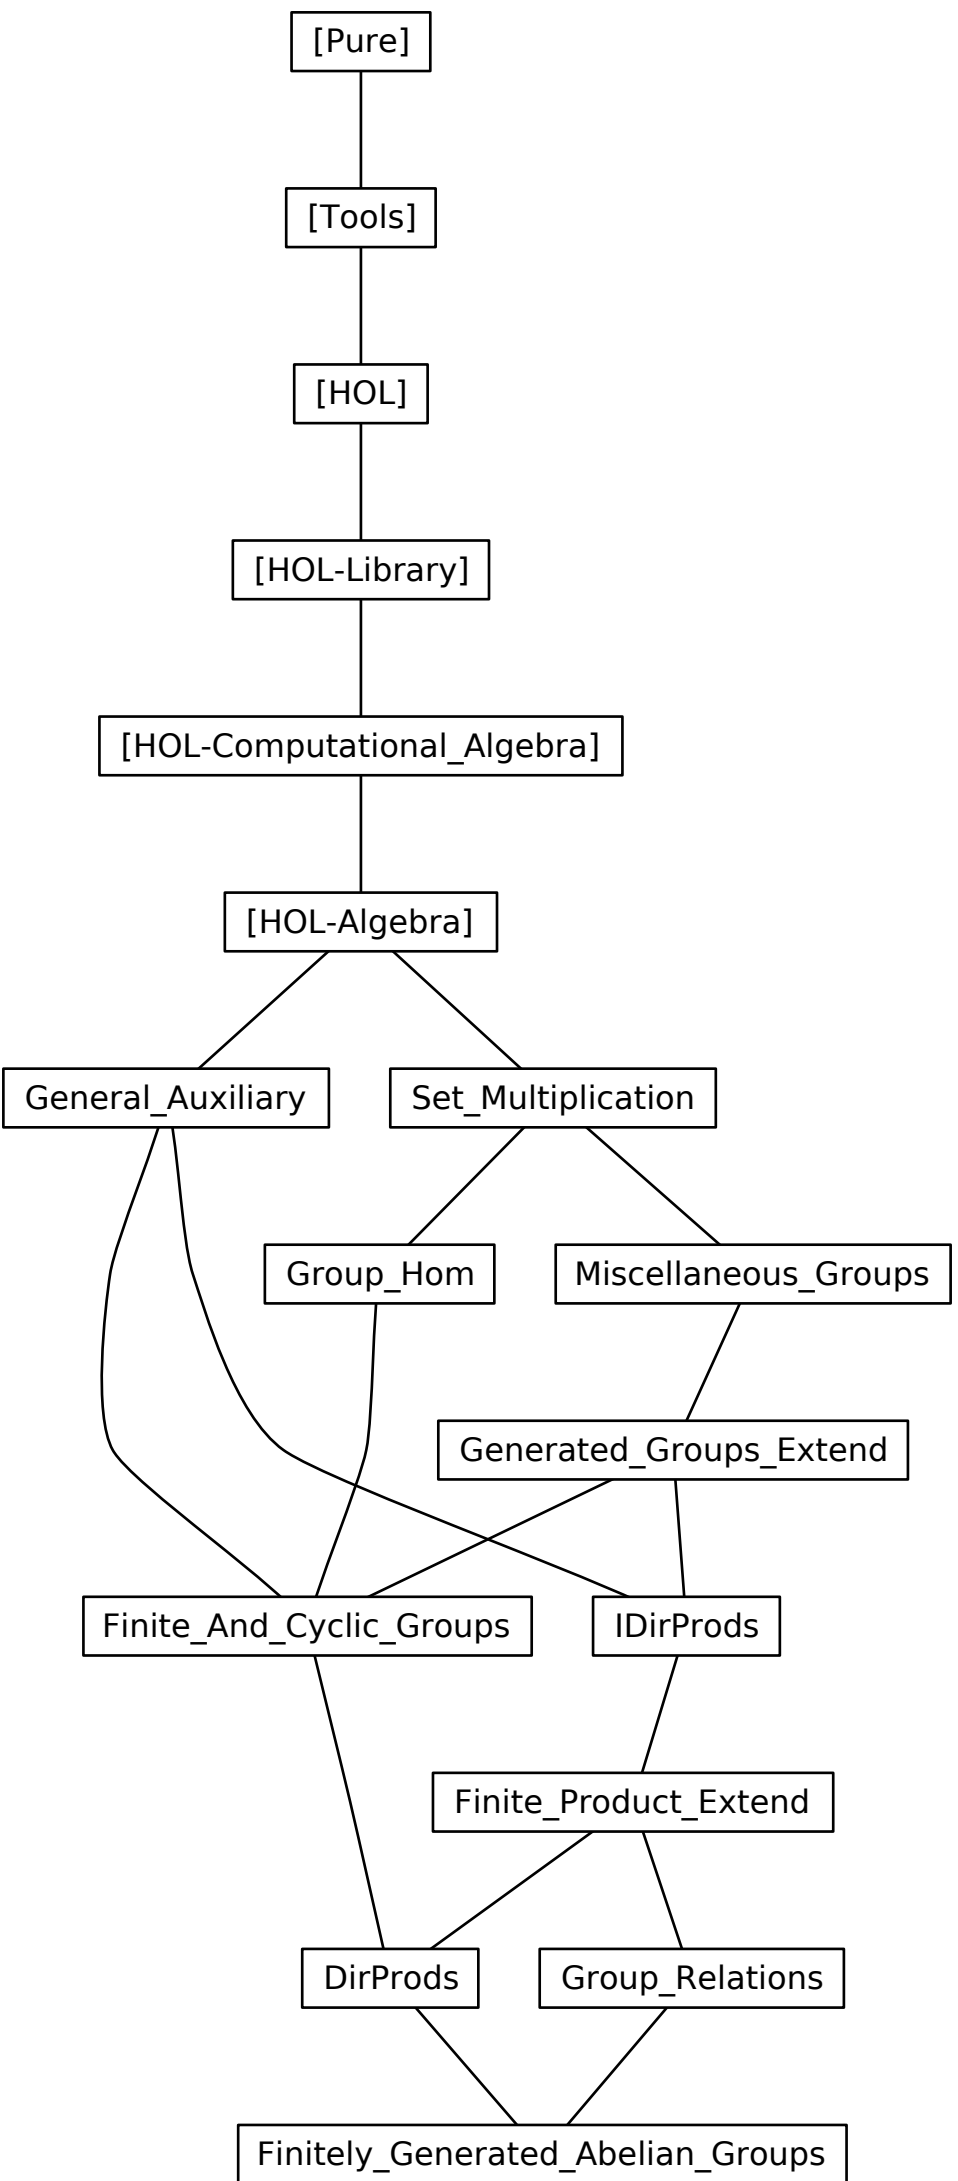 [Pure]
[Tools]
[HOL]
[HOL-Library]
[HOL-Computational_Algebra]
[HOL-Algebra]
General_Auxiliary
Set_Multiplication
Group_Hom
Miscellaneous_Groups
Generated_Groups_Extend
Finite_And_Cyclic_Groups
IDirProds
Finite_Product_Extend
DirProds
Group_Relations
Finitely_Generated_Abelian_Groups